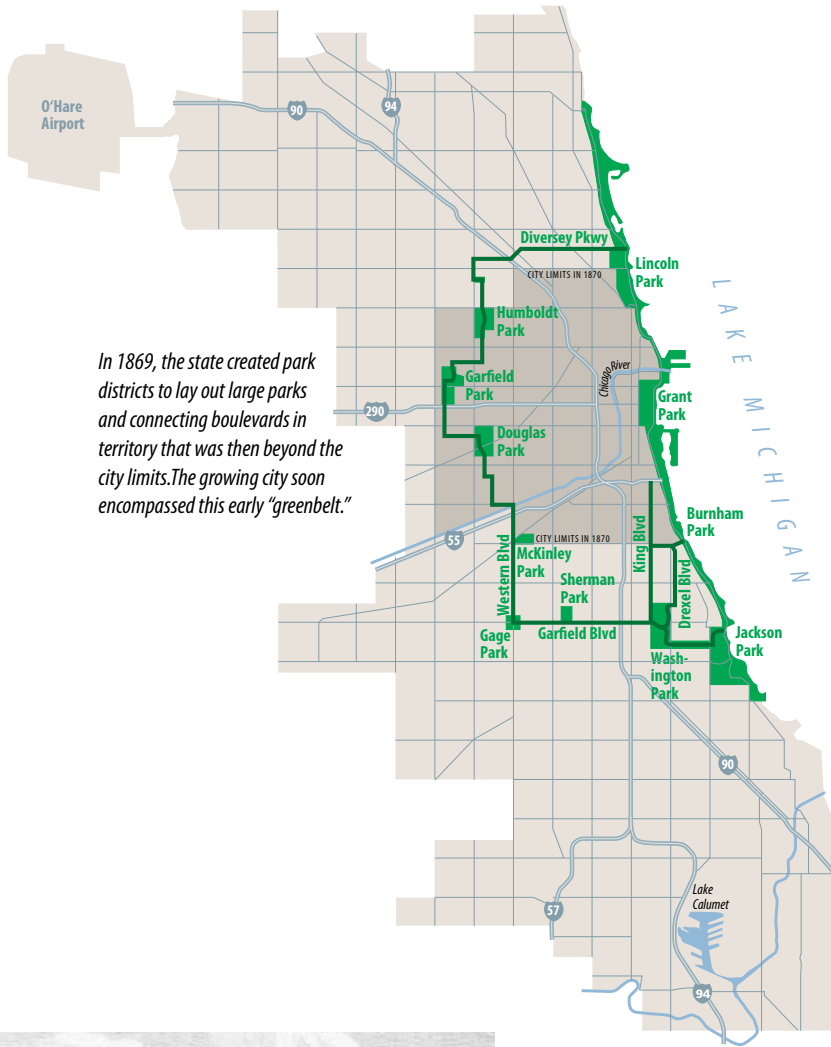 O'Hare
Airport
90
94
Diversey Pkwy
CITY LIMITS IN 1870
Lincoln
Park
Humboldt
Park
LAKE MICHIGAN
In 1869, the state created park
districts to lay out large parks
and connecting boulevards in
territory that was then beyond the
city limits.The growing city soon
encompassed this early “greenbelt.”
Garfield
Park
Chicago River
Grant
Park
290
Douglas
Park
Burnham
Park
55
Western Blvd
CITY LIMITS IN 1870
McKinley
Park
King Blvd
Drexel Blvd
Sherman
Park
Gage
Park
Garfield Blvd
Jackson
Park
Wash-
ington
Park
90
Lake
Calumet
57
94